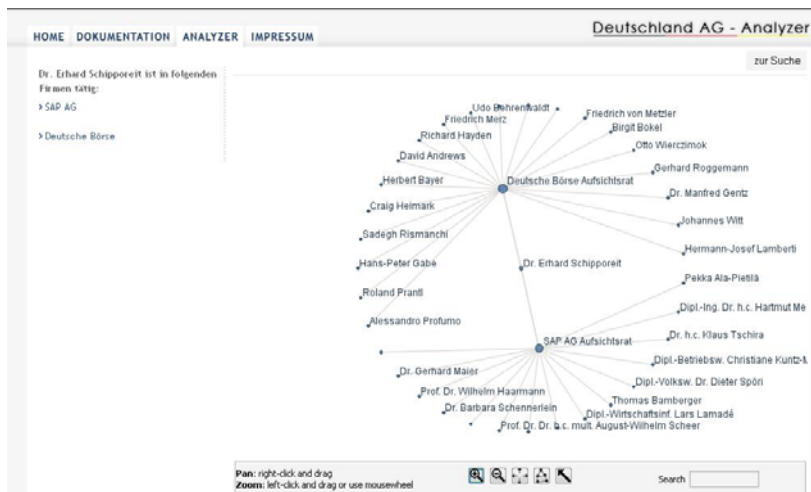 Deutschland AG - Analyzer
HOME DOKUMENTATION ANALYZER IMPRESSUM
zur Suche
Dr. Erhard Schipporeit ist in folgenden
Firmen tätig:
> SAP AG
> Deutsche Börse
Udo Behrenwaldt
Friedrich Merz
Richard Hayden
David Andrews
Herbert Bayer
Craig Heimark
Sadegh Rismanchi
Hans-Peter Gabe
Roland Prantl
Alessandro Profumo
Friedrich von Metzler
Birgit Bokel
Otto Wierczimok
Gerhard Roggemann
Deutsche Börse Aufsichtsrat
Dr. Manfred Gentz
Johannes Witt
Hermann-Josef Lamberti
Dr. Erhard Schipporeit
Pekka Ala-Pietilä
Dipl.-Ing. Dr. h.c. Hartmut Me
Dr. h.c. Klaus Tschira
SAP AG Aufsichtsrat
Dipl.-Betriebsw. Christiane Kuntz-M
Dipl.-Volksw. Dr. Dieter Spöri
Thomas Bamberger
Dipl.-Wirtschaftsinf. Lars Lamadé
Dr. Gerhard Maier
Prof. Dr. Wilhelm Haarmann
Dr. Barbara Schennerlein
Prof. Dr. Dr. h.c. mult. August-Wilhelm Scheer
Pan: right-click and drag
Zoom: left-click and drag or use mousewheel
Search